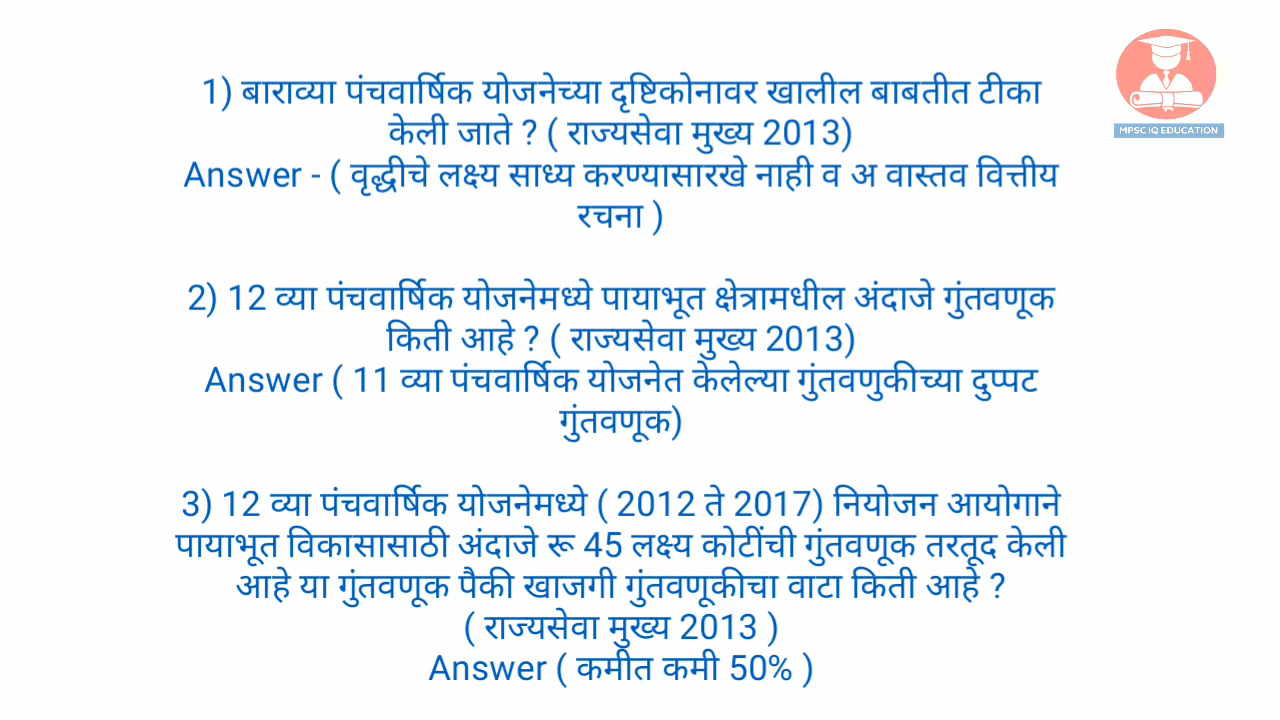 MPSC IQ EDUCATION
1) बाराव्या पंचवार्षिक योजनेच्या दृष्टिकोनावर खालील बाबतीत टीका
केली जाते ? ( राज्यसेवा मुख्य 2013)
Answer - ( वृद्धीचे लक्ष्य साध्य करण्यासारखे नाही व अ वास्तव वित्तीय
रचना )
2) 12 व्या पंचवार्षिक योजनेमध्ये पायाभूत क्षेत्रामधील अंदाजे गुंतवणूक
किती आहे ? ( राज्यसेवा मुख्य 2013)
Answer ( 11 व्या पंचवार्षिक योजनेत केलेल्या गुंतवणुकीच्या दुप्पट
गुंतवणूक)
3) 12 व्या पंचवार्षिक योजनेमध्ये ( 2012 ते 2017) नियोजन आयोगाने
पायाभूत विकासासाठी अंदाजे रू 45 लक्ष्य कोटींची गुंतवणूक तरतूद केली
आहे या गुंतवणूक पैकी खाजगी गुंतवणूकीचा वाटा किती आहे ?
( राज्यसेवा मुख्य 2013 )
Answer ( कमीत कमी 50% )